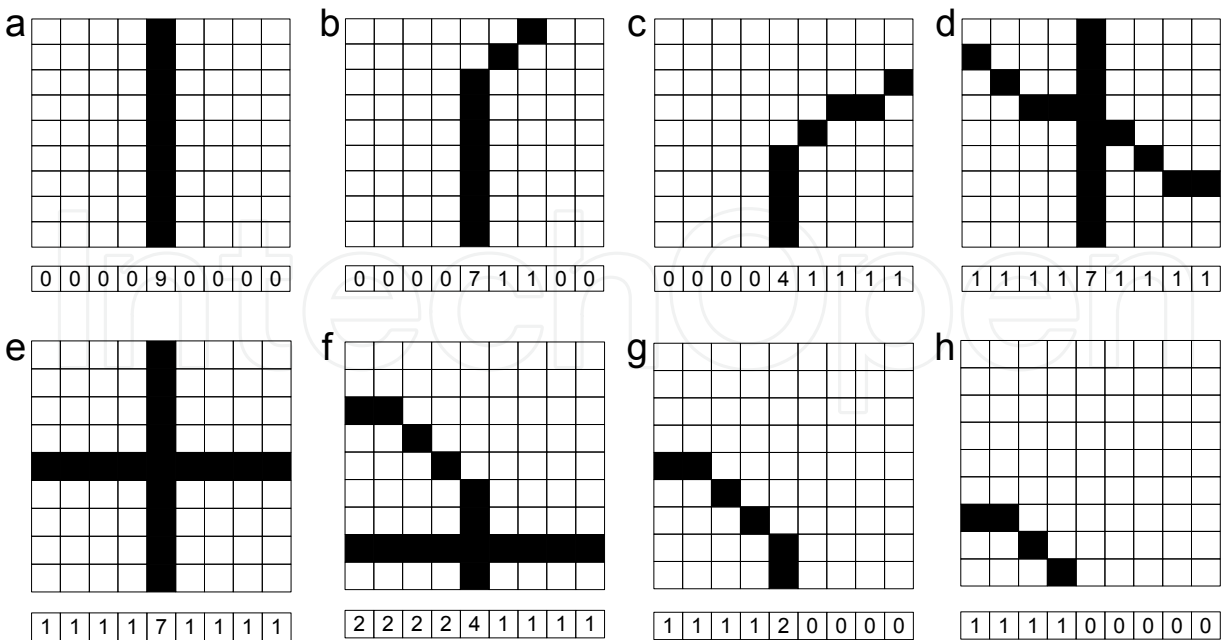 a b c d
0 0 0 0 9 0 0 0 0 0 0 0 0 7 1 1 0 0 0 0 0 0 4 1 1 1 1 1 1 1 1 7 1 1 1 1
IntechOpen
e f g h
1 1 1 1 7 1 1 1 1 2 2 2 2 4 1 1 1 1 1 1 1 1 2 0 0 0 0 1 1 1 1 0 0 0 0 0